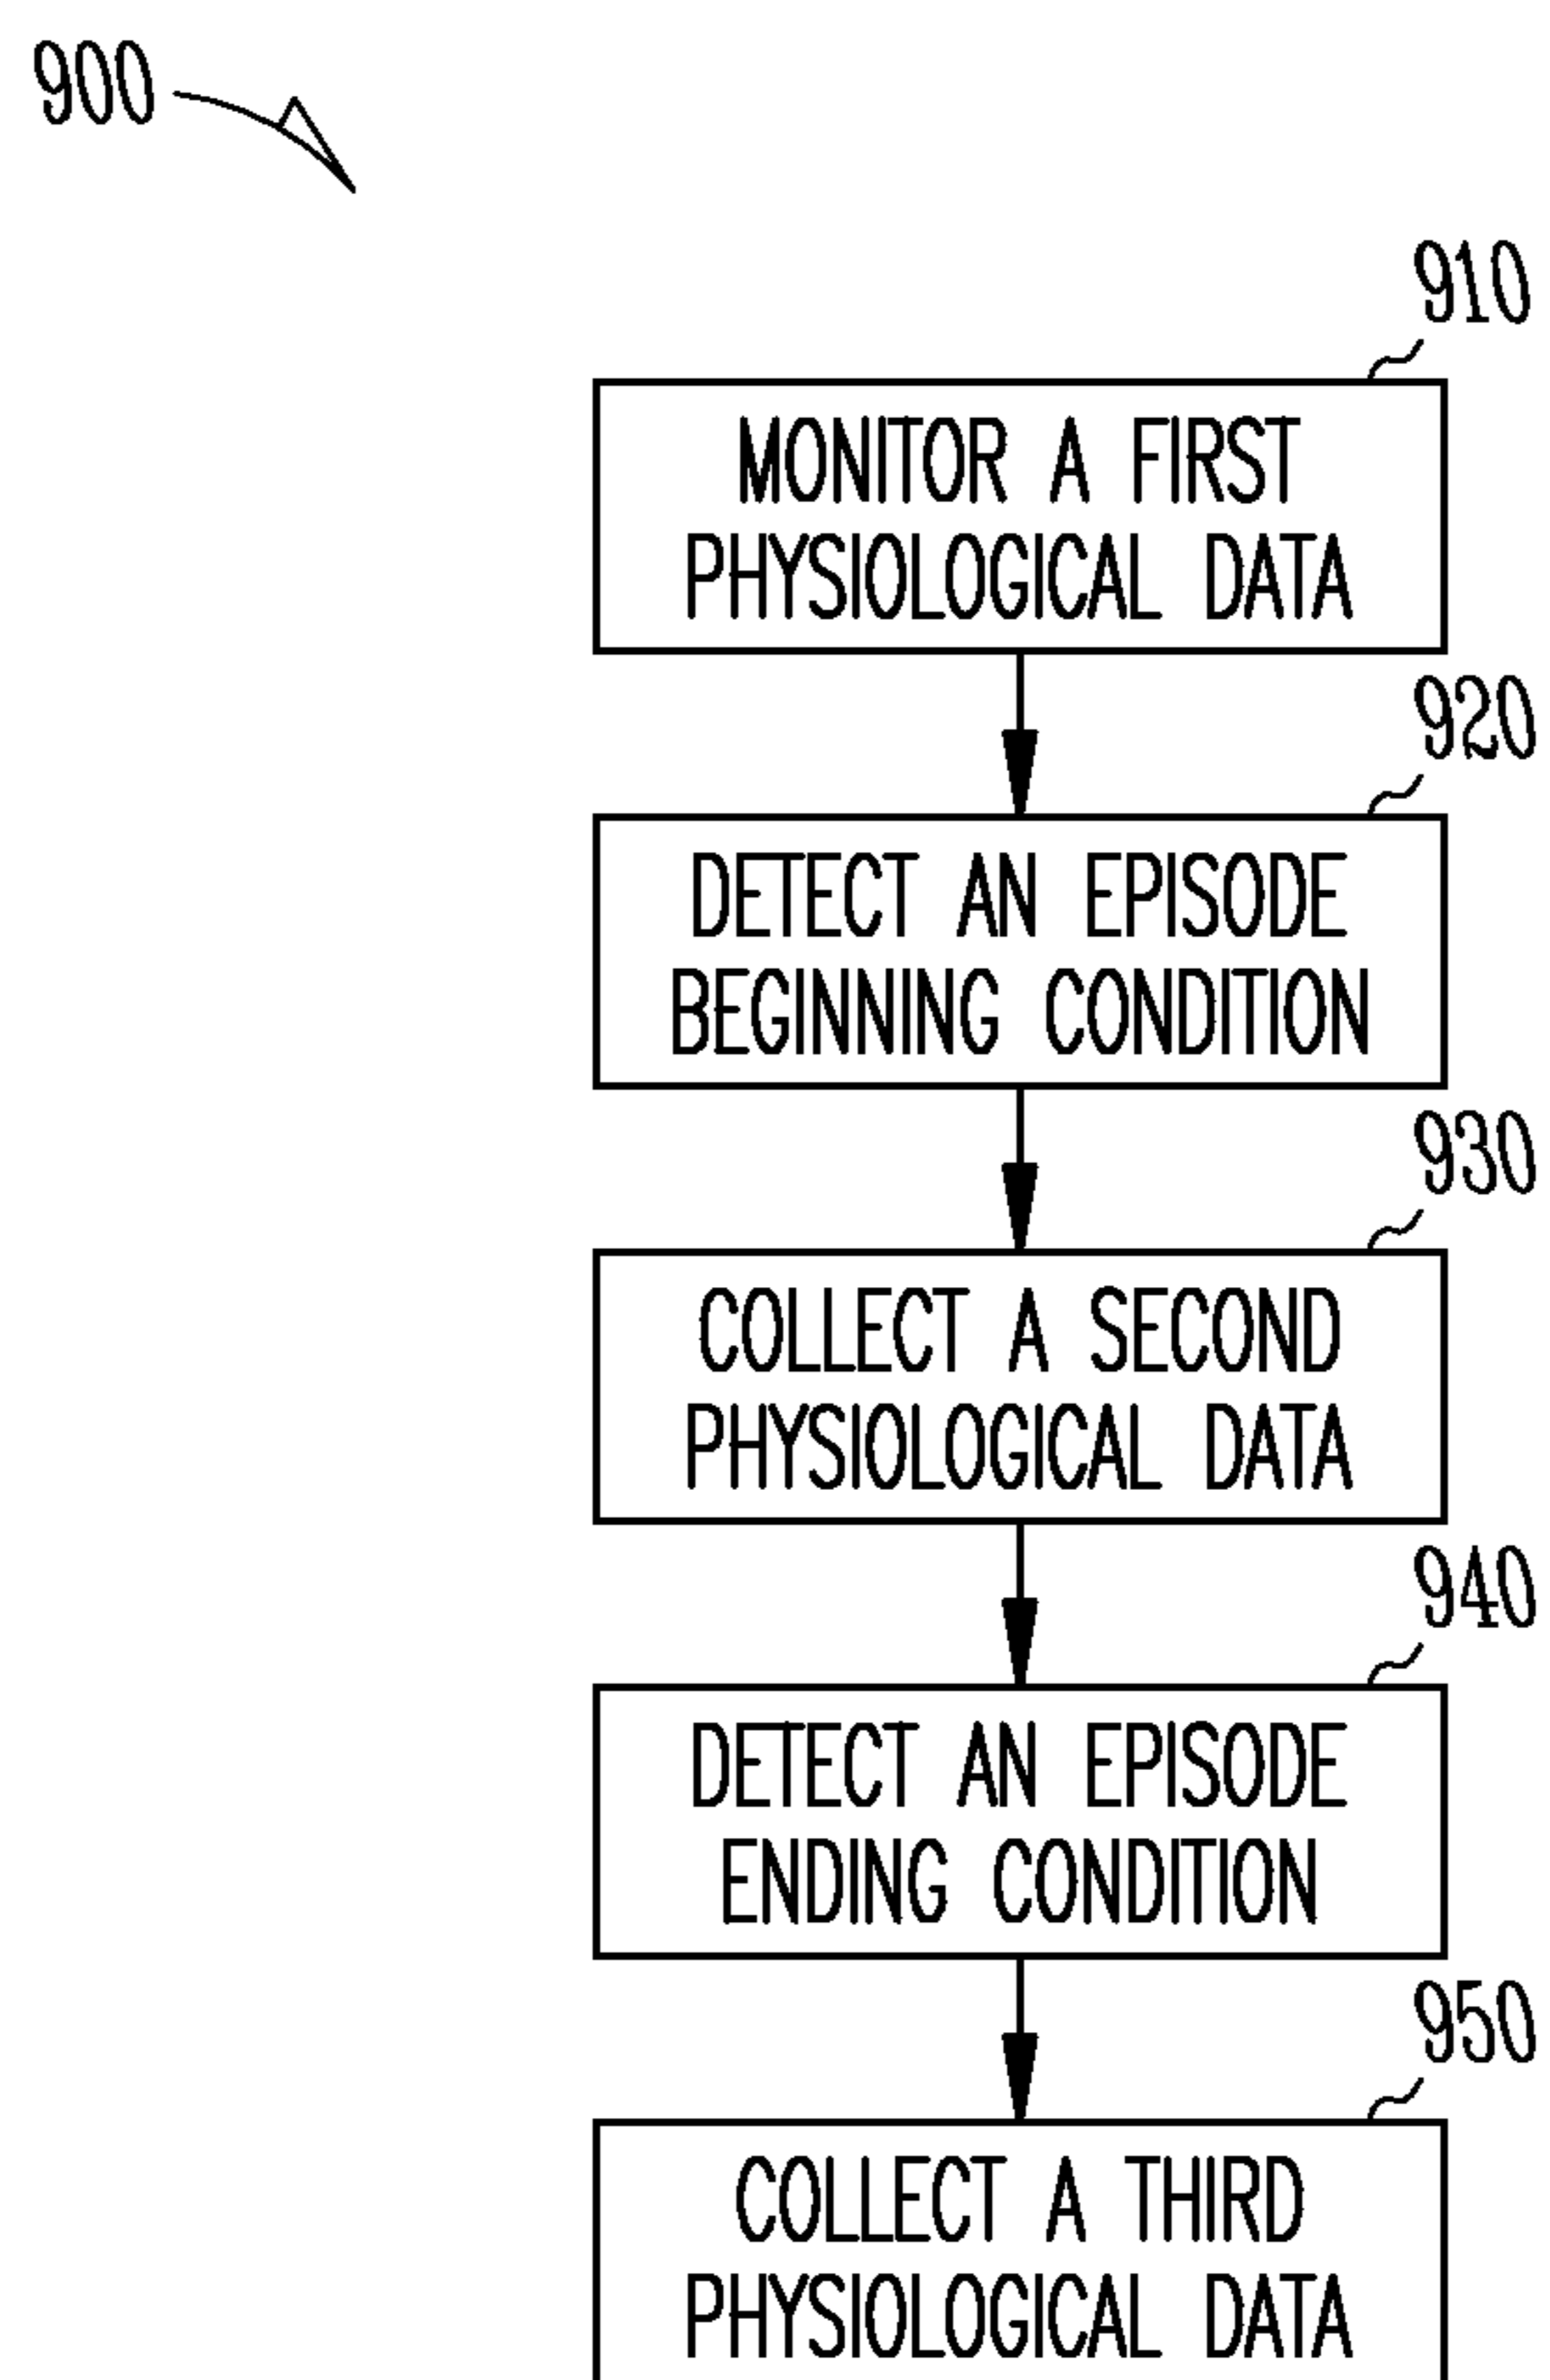 900
910
MONITOR A FIRST
PHYSIOLOGICAL DATA
920
DETECT AN EPISODE
BEGINNING CONDITION
930
COLLECT A SECOND
PHYSIOLOGICAL DATA
940
DETECT AN EPISODE
ENDING CONDITION
950
COLLECT A THIRD
PHYSIOLOGICAL DATA